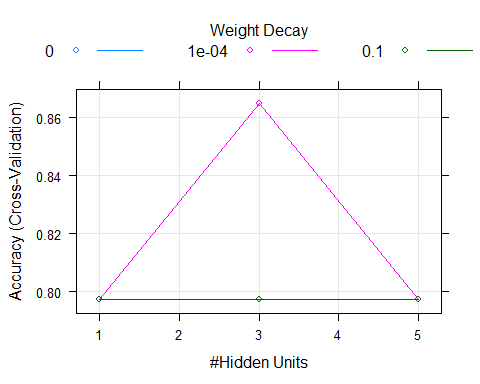 Weight Decay
0 1e-04 0.1
Accuracy (Cross-Validation)
0.86
0.84
0.82
0.80
1 2 3 4 5
#Hidden Units